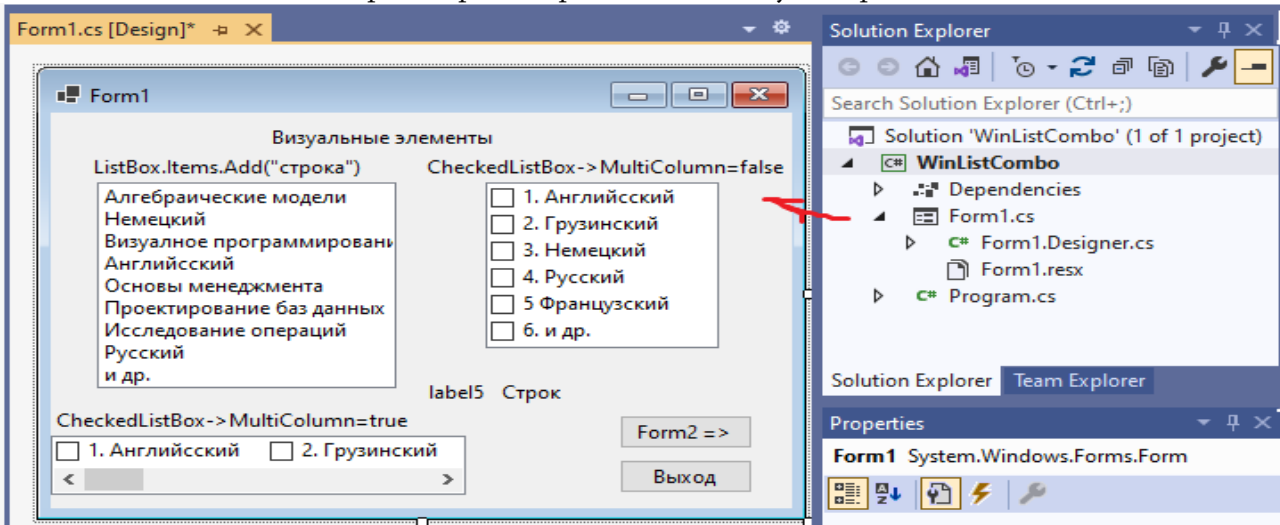 Form1.cs [Design]*
Form1
Визуальные элементы
ListBox.Items.Add("строка")
Алгебраические модели
Немецкий
Визуалное программировани
Английсский
Основы менеджмента
Проектирование баз данных
Исследование операций
Русский
и др.
CheckedListBox->MultiColumn=false
1. Английсский
2. Грузинский
3. Немецкий
4. Русский
5 Французский
6. и др.
label5 Строк
CheckedListBox->MultiColumn=true
1. Английсский 2. Грузинский
Form2 =>
Выход
Solution Explorer
Search Solution Explorer (Ctrl+;)
Solution 'WinListCombo' (1 of 1 project)
C# WinListCombo
Dependencies
Form1.cs
C# Form1.Designer.cs
Form1.resx
C# Program.cs
Solution Explorer Team Explorer
Properties
Form1 System.Windows.Forms.Form